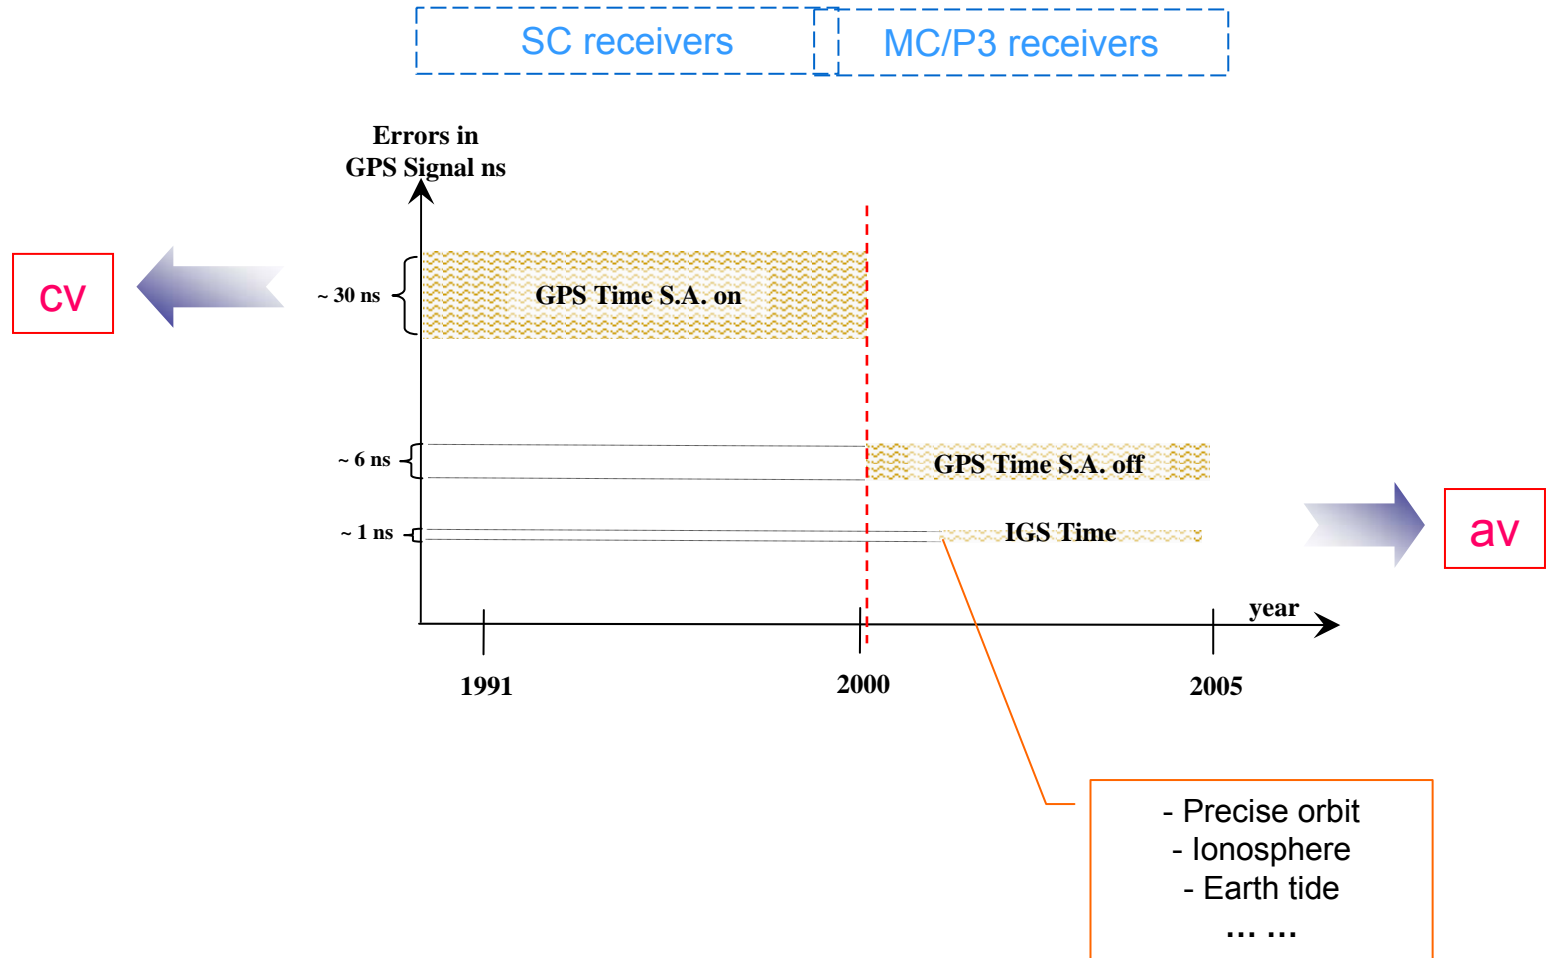 SC receivers
MC/P3 receivers
Errors in
GPS Signal ns
cv
~ 30 ns
GPS Time S.A. on
~ 6 ns
GPS Time S.A. off
~ 1 ns
IGS Time
av
year
1991
2000
2005
- Precise orbit
- Ionosphere
- Earth tide
... ...